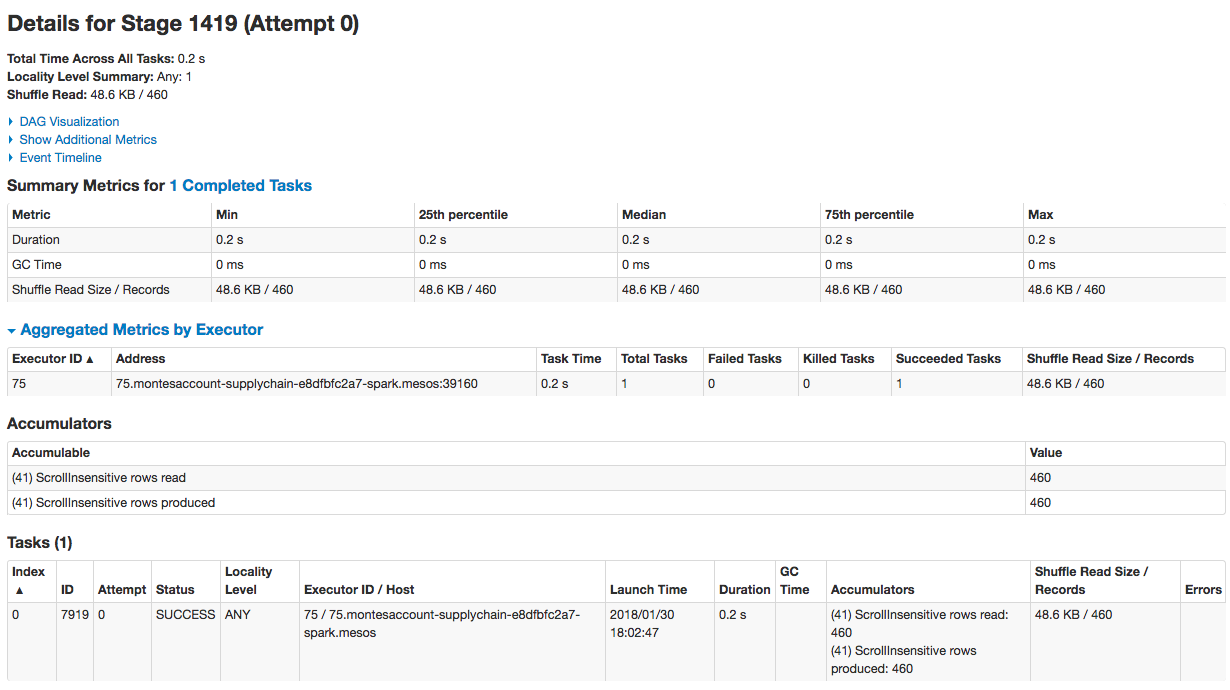 Details for Stage 1419 (Attempt 0)
Total Time Across All Tasks: 0.2 s
Locality Level Summary: Any: 1
Shuffle Read: 48.6 KB / 460
DAG Visualization
Show Additional Metrics
Event Timeline
Summary Metrics for 1 Completed Tasks
Metric Min 25th percentile Median 75th percentile Max
Duration 0.2 s 0.2 s 0.2 s 0.2 s 0.2 s
GC Time 0 ms 0 ms 0 ms 0 ms 0 ms
Shuffle Read Size / Records 48.6 KB / 460 48.6 KB / 460 48.6 KB / 460 48.6 KB / 460 48.6 KB / 460
Aggregated Metrics by Executor
Executor ID ▲ Address Task Time Total Tasks Failed Tasks Killed Tasks Succeeded Tasks Shuffle Read Size / Records
75 75.montesaccount-supplychain-e8dfbfc2a7-spark.mesos:39160 0.2 s 1 0 0 1 48.6 KB / 460
Accumulators
Accumulable Value
(41) ScrollInsensitive rows read 460
(41) ScrollInsensitive rows produced 460
Tasks (1)
Index Locality GC Shuffle Read Size /
▲ ID Attempt Status Level Executor ID / Host Launch Time Duration Time Accumulators Records Errors
0 7919 0 SUCCESS ANY 75 / 75.montesaccount-supplychain-e8dfbfc2a7- 2018/01/30 0.2 s (41) ScrollInsensitive rows read: 48.6 KB / 460
spark.mesos 18:02:47 460
(41) ScrollInsensitive rows
produced: 460